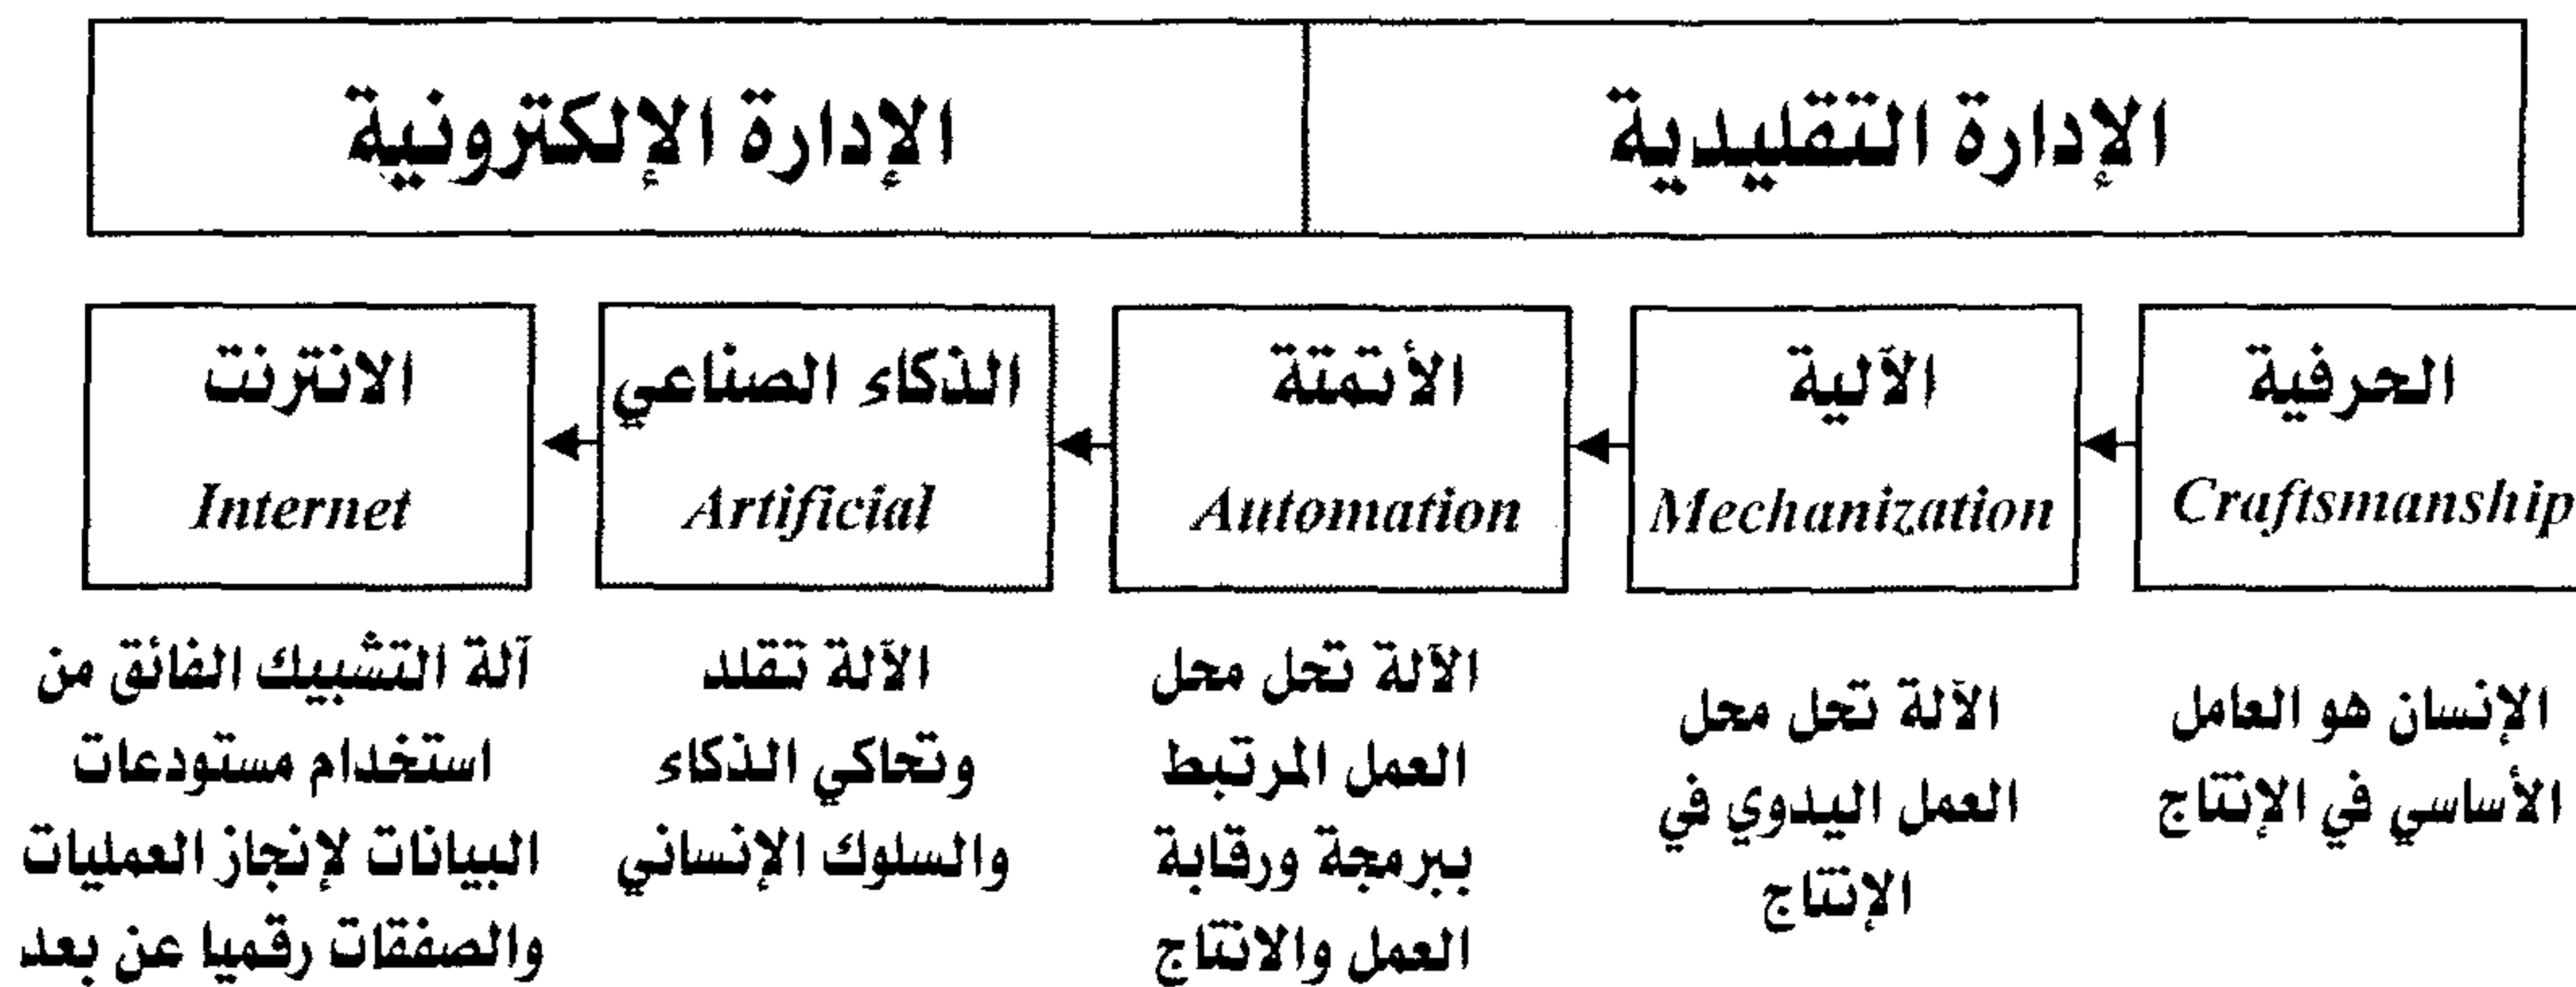 الإدارة التقليدية
الإدارة الإلكترونية
الحرفية
Craftsmanship
الآلية
Mechanization
الأتمتة
Automation
الذكاء الصناعي
Artificial
الانترنت
Internet
الإنسان هو العامل
الأساسي في الإنتاج
الآلة تحل محل
العمل اليدوي في
الإنتاج
الآلة تحل محل
العمل المرتبط
ببرمجة ورقابة
العمل والانتاج
الآلة تقلد
وتحاكي الذكاء
والسلوك الإنساني
آلة التشبيك الفائق من
استخدام مستودعات
البيانات لإنجاز العمليات
والصفقات رقميا عن بعد